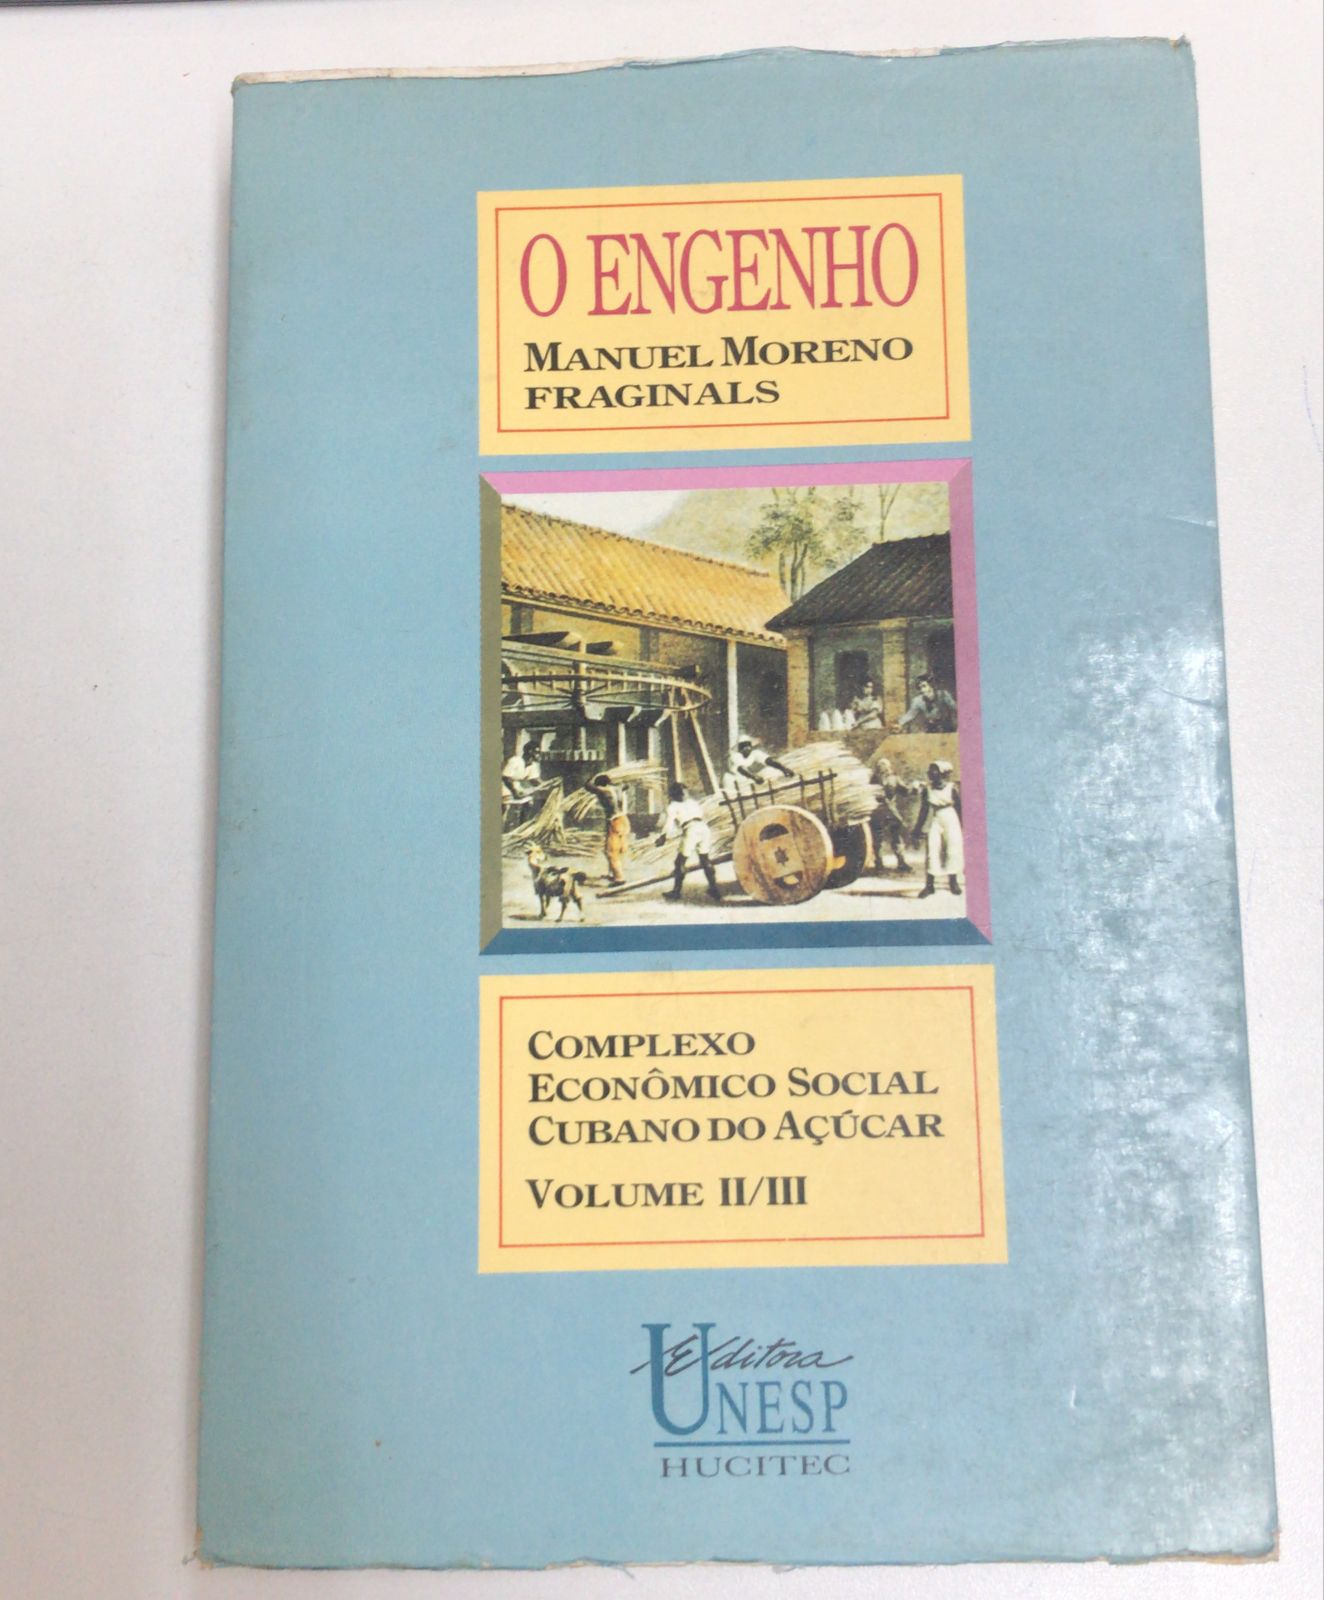 O ENGENHO
MANUEL MORENO
FRAGINALS
COMPLEXO
ECONÔMICO SOCIAL
CUBANO DO AÇÚCAR
VOLUME II/III
Editora
UNESP
HUCITEC